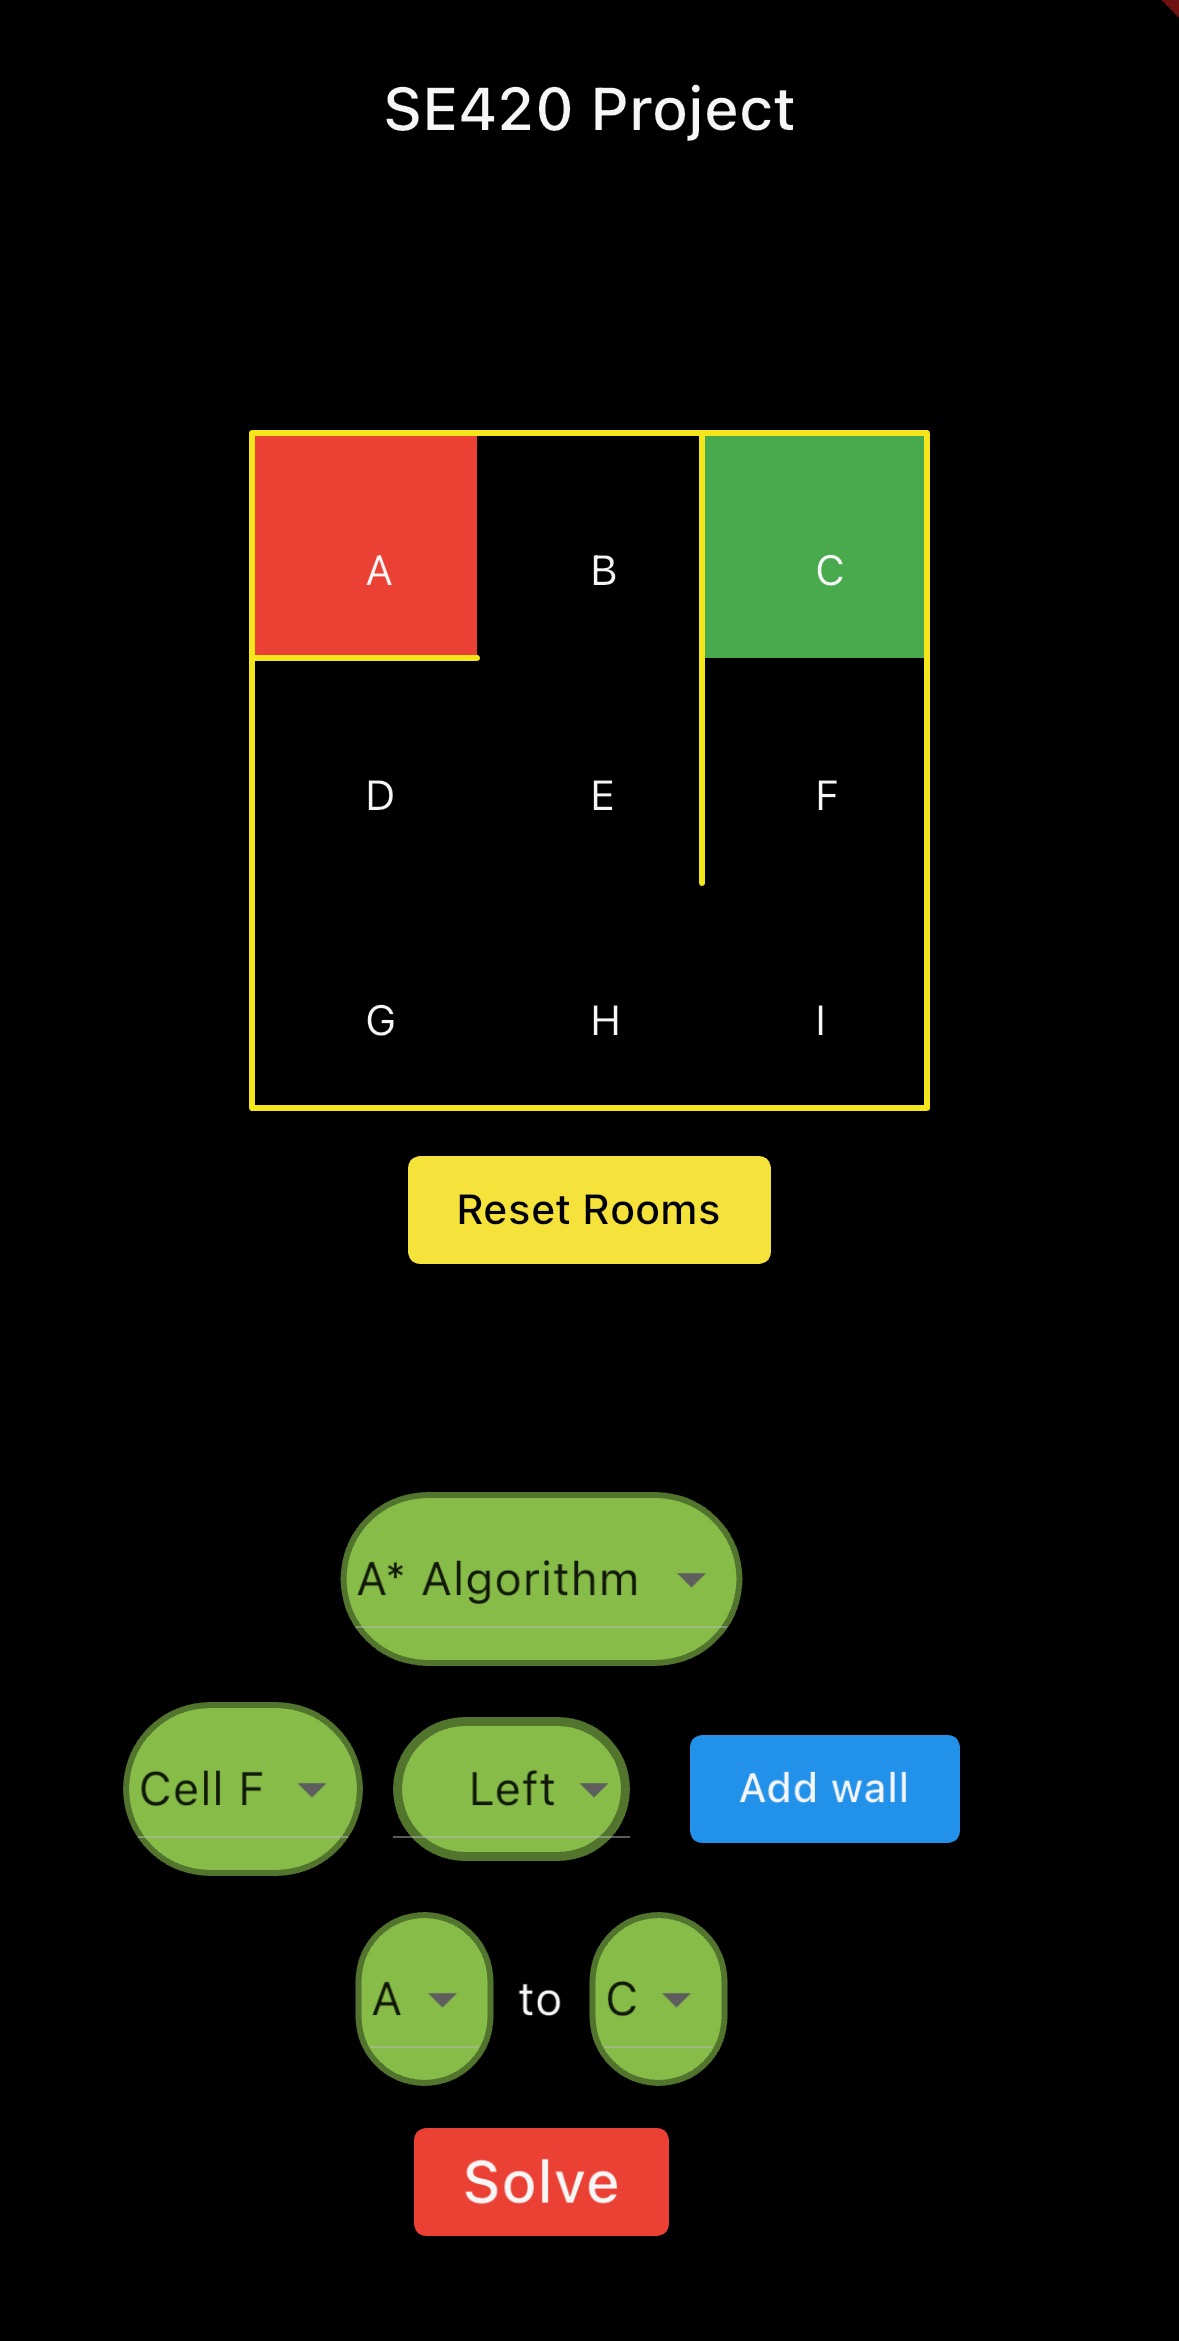 SE420 Project
A B C
D E F
G H I
Reset Rooms
A* Algorithm
Cell F Left Add wall
A to C
Solve